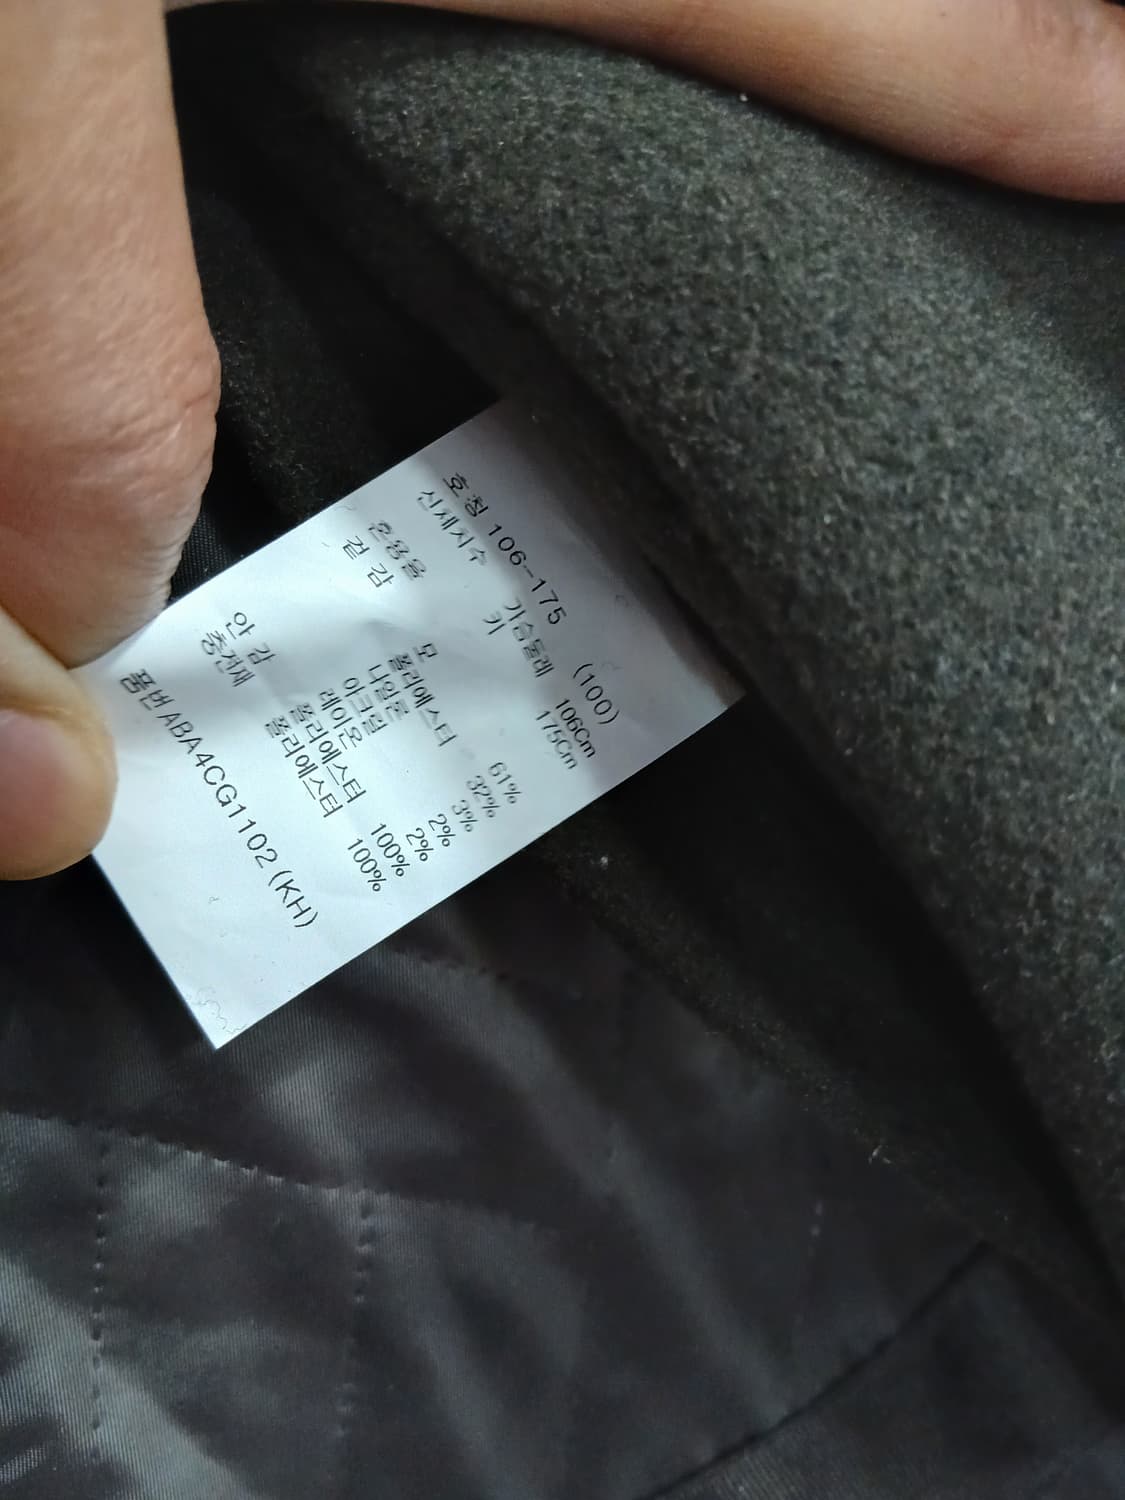 호칭 106-175 (100)
신체치수 가슴둘레 106Cm
키 175Cm
혼용율
겉 감 모 61%
폴리에스터 32%
나일론 3%
아크릴 2%
레이온 2%
안 감 폴리에스터 100%
충전재 폴리에스터 100%
품번 ABA4CG1102 (KH)